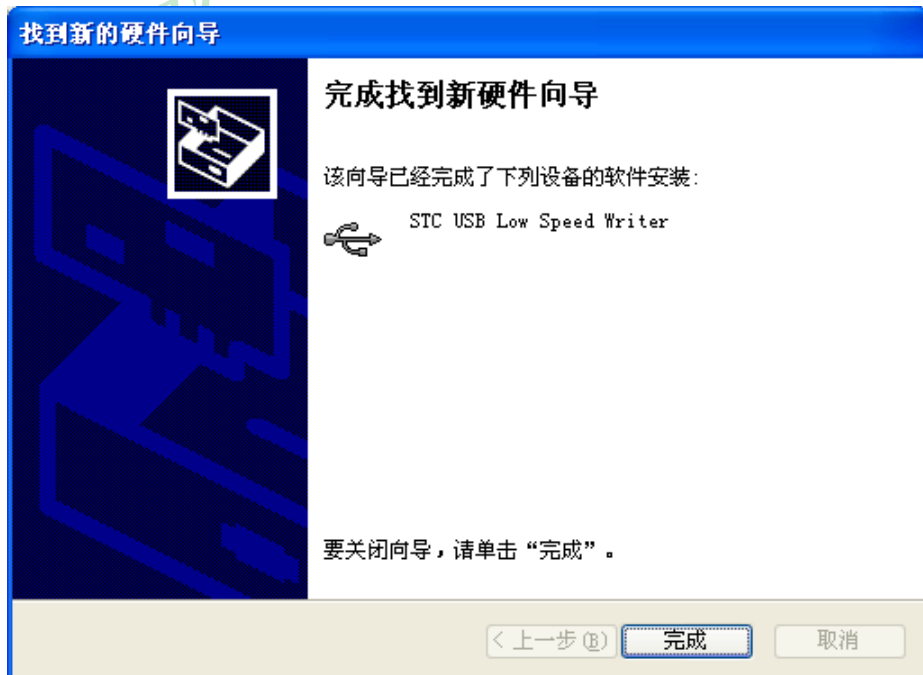 找到新的硬件向导
完成找到新硬件向导
该向导已经完成了下列设备的软件安装:
STC USB Low Speed Writer
要关闭向导，请单击“完成”。
< 上一步(B)
完成
取消